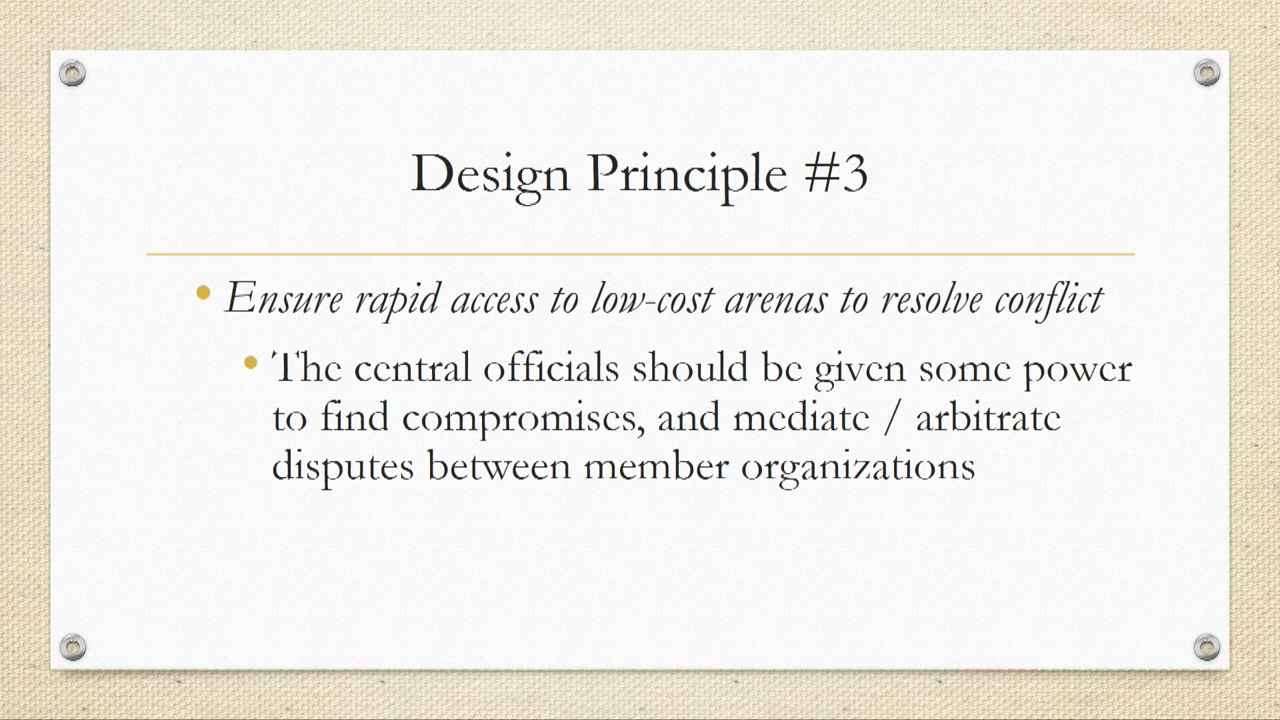 Design Principle #3
Ensure rapid access to low-cost arenas to resolve conflict
The central officials should be given some power
to find compromises, and mediate / arbitrate
disputes between member organizations